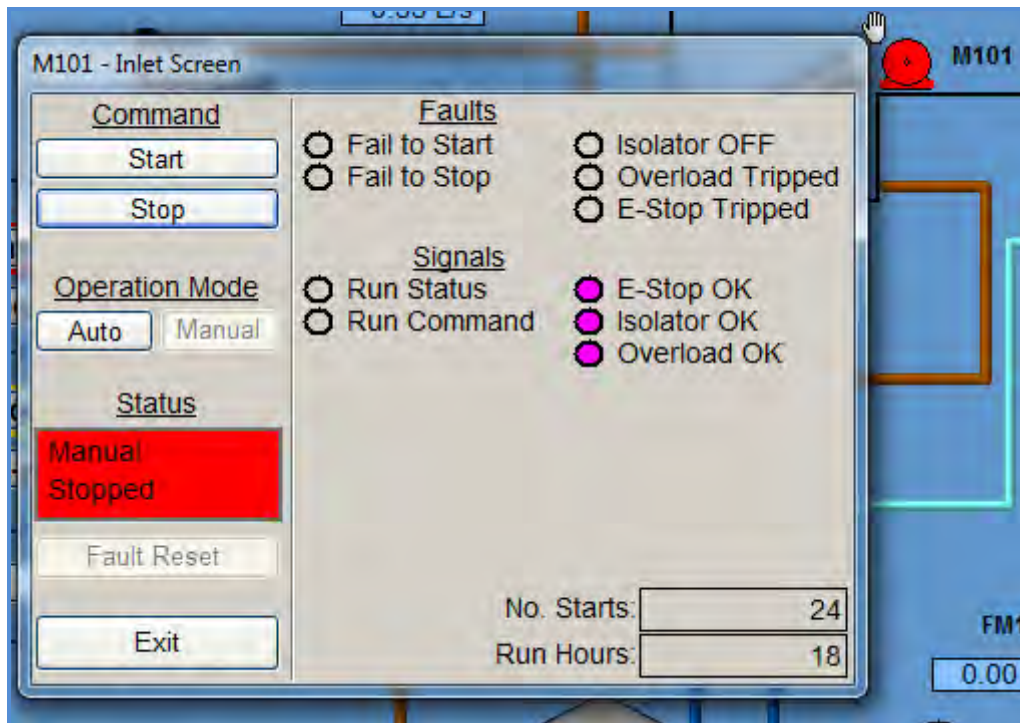 M101 - Inlet Screen
M101
Command
Start
Stop
Operation Mode
Auto Manual
Status
Manual
Stopped
Fault Reset
Exit
Faults
Fail to Start Isolator OFF
Fail to Stop Overload Tripped
E-Stop Tripped
Signals
Run Status E-Stop OK
Run Command Isolator OK
Overload OK
No. Starts: 24
Run Hours: 18
0.00